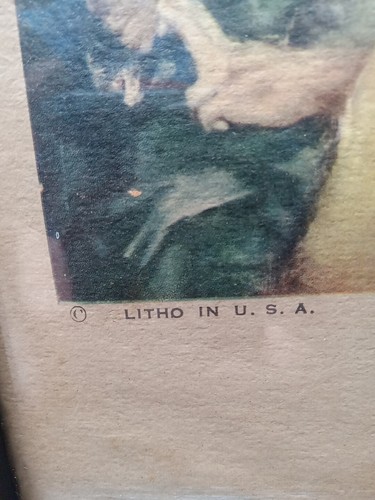 © LITHO IN U. S. A.